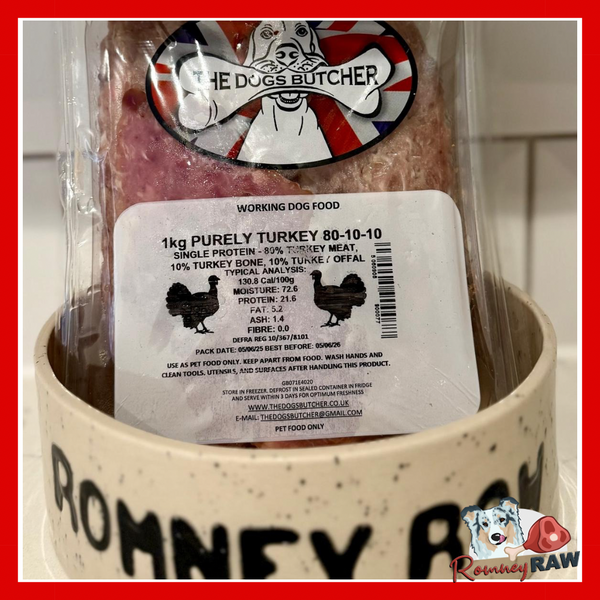 THE DOGS BUTCHER
WORKING DOG FOOD
1kg PURELY TURKEY 80-10-10
SINGLE PROTEIN - 80% TURKEY MEAT,
10% TURKEY BONE, 10% TURKEY OFFAL
TYPICAL ANALYSIS:
130.8 Cal/100g
MOISTURE: 72.6
PROTEIN: 21.6
FAT: 5.2
ASH: 1.4
FIBRE: 0.0
DEFRA REG 10/367/8101
PACK DATE: 05/06/25 BEST BEFORE: 05/06/26
USE AS PET FOOD ONLY. KEEP APART FROM FOOD. WASH HANDS AND
CLEAN TOOLS, UTENSILS, AND SURFACES AFTER HANDLING THIS PRODUCT.
GB071E4020
STORE IN FREEZER. DEFROST IN SEALED CONTAINER IN FRIDGE
AND SERVE WITHIN 3 DAYS FOR OPTIMUM FRESHNESS
WWW.THEDOGSBUTCHER.CO.UK
E-MAIL: THEDOGSBUTCHER@GMAIL.COM
PET FOOD ONLY
ROMNEY
Romney RAW